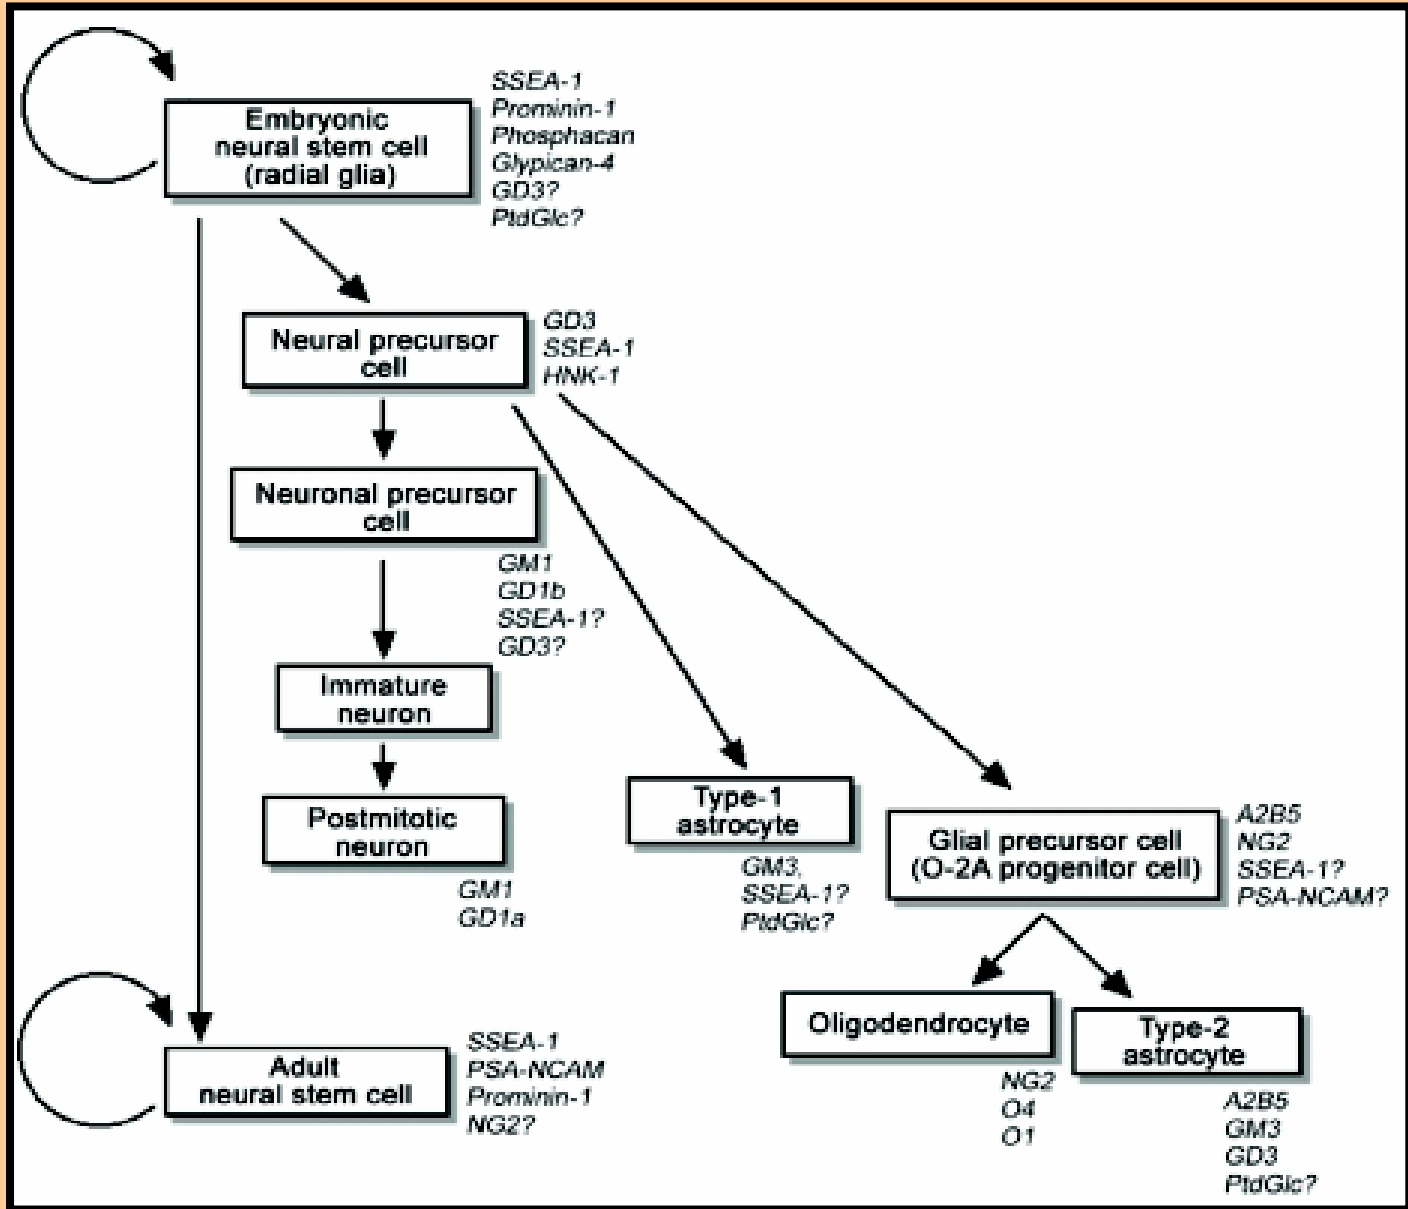 SSEA-1
Prominin-1
Phosphacan
Glypican-4
GD3?
PtdGlc?
Embryonic
neural stem cell
(radial glia)
Neural precursor
cell
GD3
SSEA-1
HNK-1
Neuronal precursor
cell
GM1
GD1b
SSEA-1?
GD3?
Immature
neuron
Postmitotic
neuron
GM1
GD1a
Type-1
astrocyte
GM3,
SSEA-1?
PtdGlc?
Glial precursor cell
(O-2A progenitor cell)
A2B5
NG2
SSEA-1?
PSA-NCAM?
Oligodendrocyte
NG2
O4
O1
Type-2
astrocyte
A2B5
GM3
GD3
PtdGlc?
Adult
neural stem cell
SSEA-1
PSA-NCAM
Prominin-1
NG2?